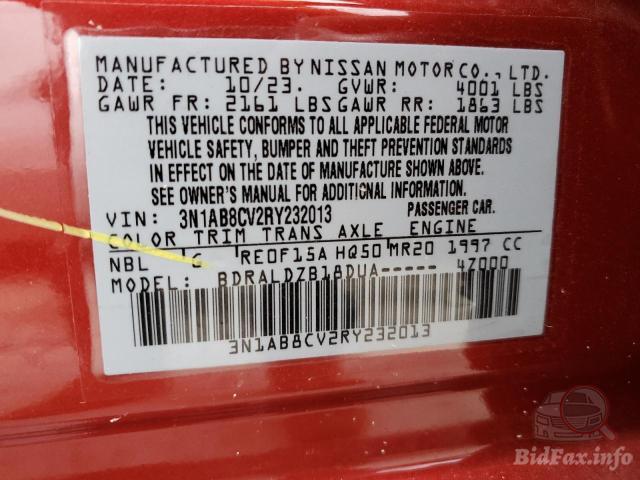 MANUFACTURED BY NISSAN MOTOR CO., LTD.
DATE: 10/23. GVWR: 4001 LBS
GAWR FR: 2161 LBS GAWR RR: 1863 LBS
THIS VEHICLE CONFORMS TO ALL APPLICABLE FEDERAL MOTOR
VEHICLE SAFETY, BUMPER AND THEFT PREVENTION STANDARDS
IN EFFECT ON THE DATE OF MANUFACTURE SHOWN ABOVE.
SEE OWNER'S MANUAL FOR ADDITIONAL INFORMATION.
VIN: 3N1AB8CV2RY232013 PASSENGER CAR.
COLOR TRIM TRANS AXLE ENGINE
NBL G RE0F15A HQ50 MR20 1997 CC
MODEL: BDRALDZB18DUA----- 4Z000
3N1AB8CV2RY232013
BidFax.info